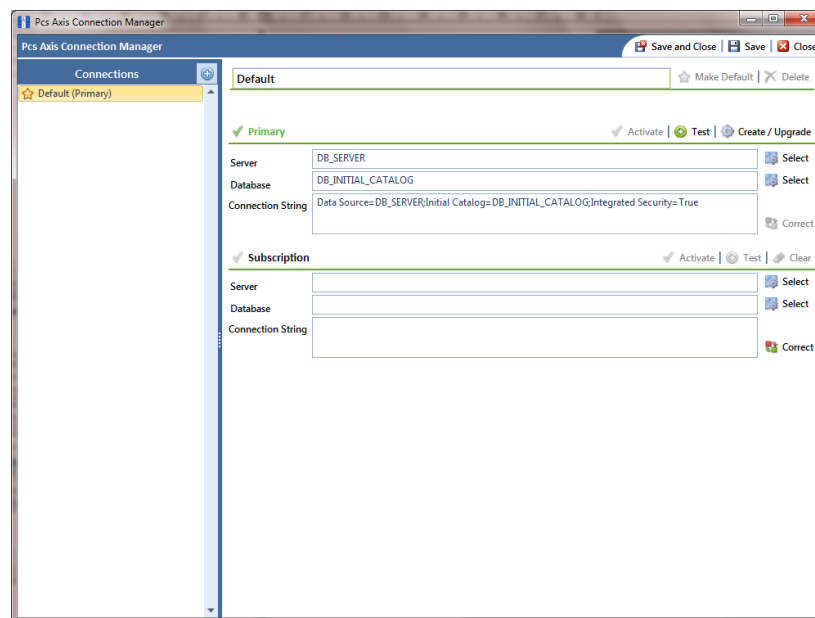 Pcs Axis Connection Manager
Pcs Axis Connection Manager
Save and Close Save Close
Connections
Default (Primary)
Default
Make Default Delete
Primary
Activate Test Create / Upgrade
Server
DB_SERVER
Select
Database
DB_INITIAL_CATALOG
Select
Connection String
Data Source=DB_SERVER;Initial Catalog=DB_INITIAL_CATALOG;Integrated Security=True
Correct
Subscription
Activate Test Clear
Server
Select
Database
Select
Connection String
Correct